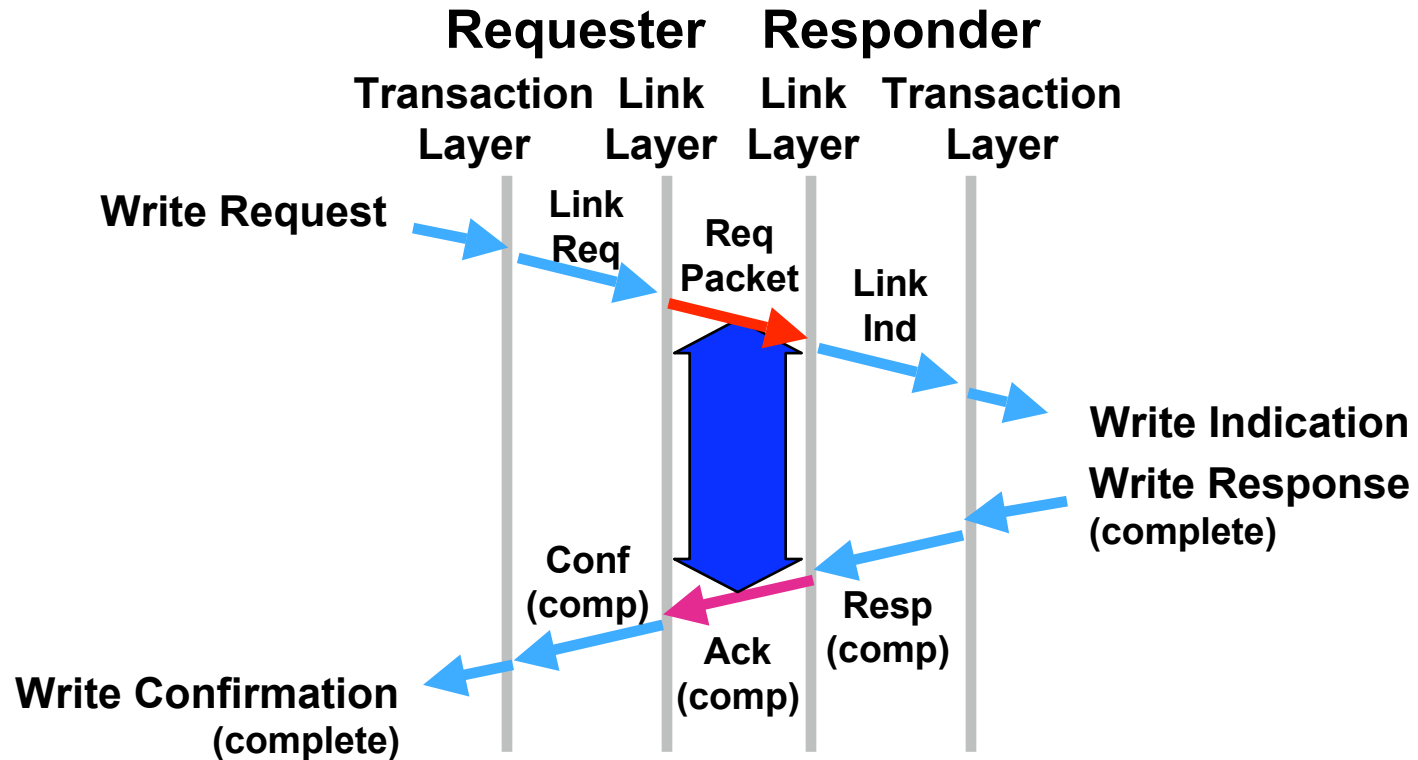 Requester Responder
Transaction Layer
Link Layer
Link Layer
Transaction Layer
Write Request
Link
Req
Req
Packet
Link
Ind
Write Indication
Write Response
(complete)
Conf
(comp)
Resp
(comp)
Ack
(comp)
Write Confirmation
(complete)